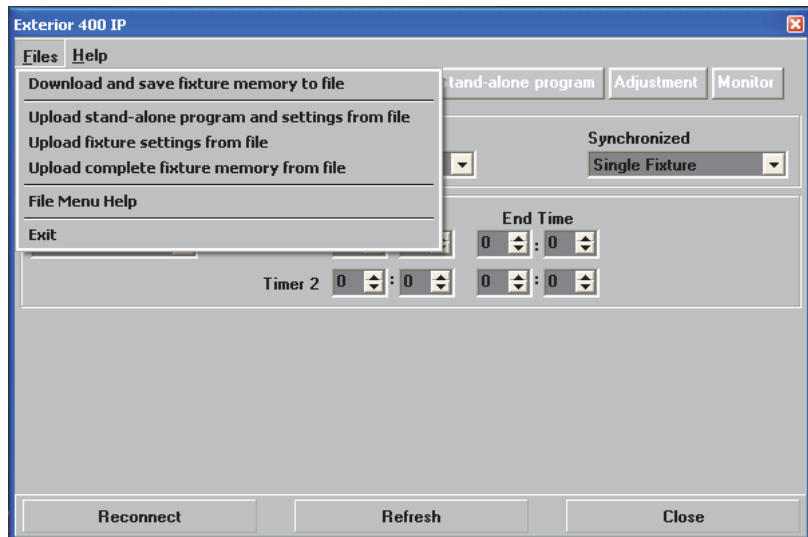 Exterior 400 IP
Files Help
Download and save fixture memory to file
Stand-alone program Adjustment Monitor
Upload stand-alone program and settings from file
Upload fixture settings from file
Upload complete fixture memory from file
Synchronized
Single Fixture
File Menu Help
Exit
End Time
0 : 0
Timer 2 0 : 0 0 : 0
Reconnect Refresh Close